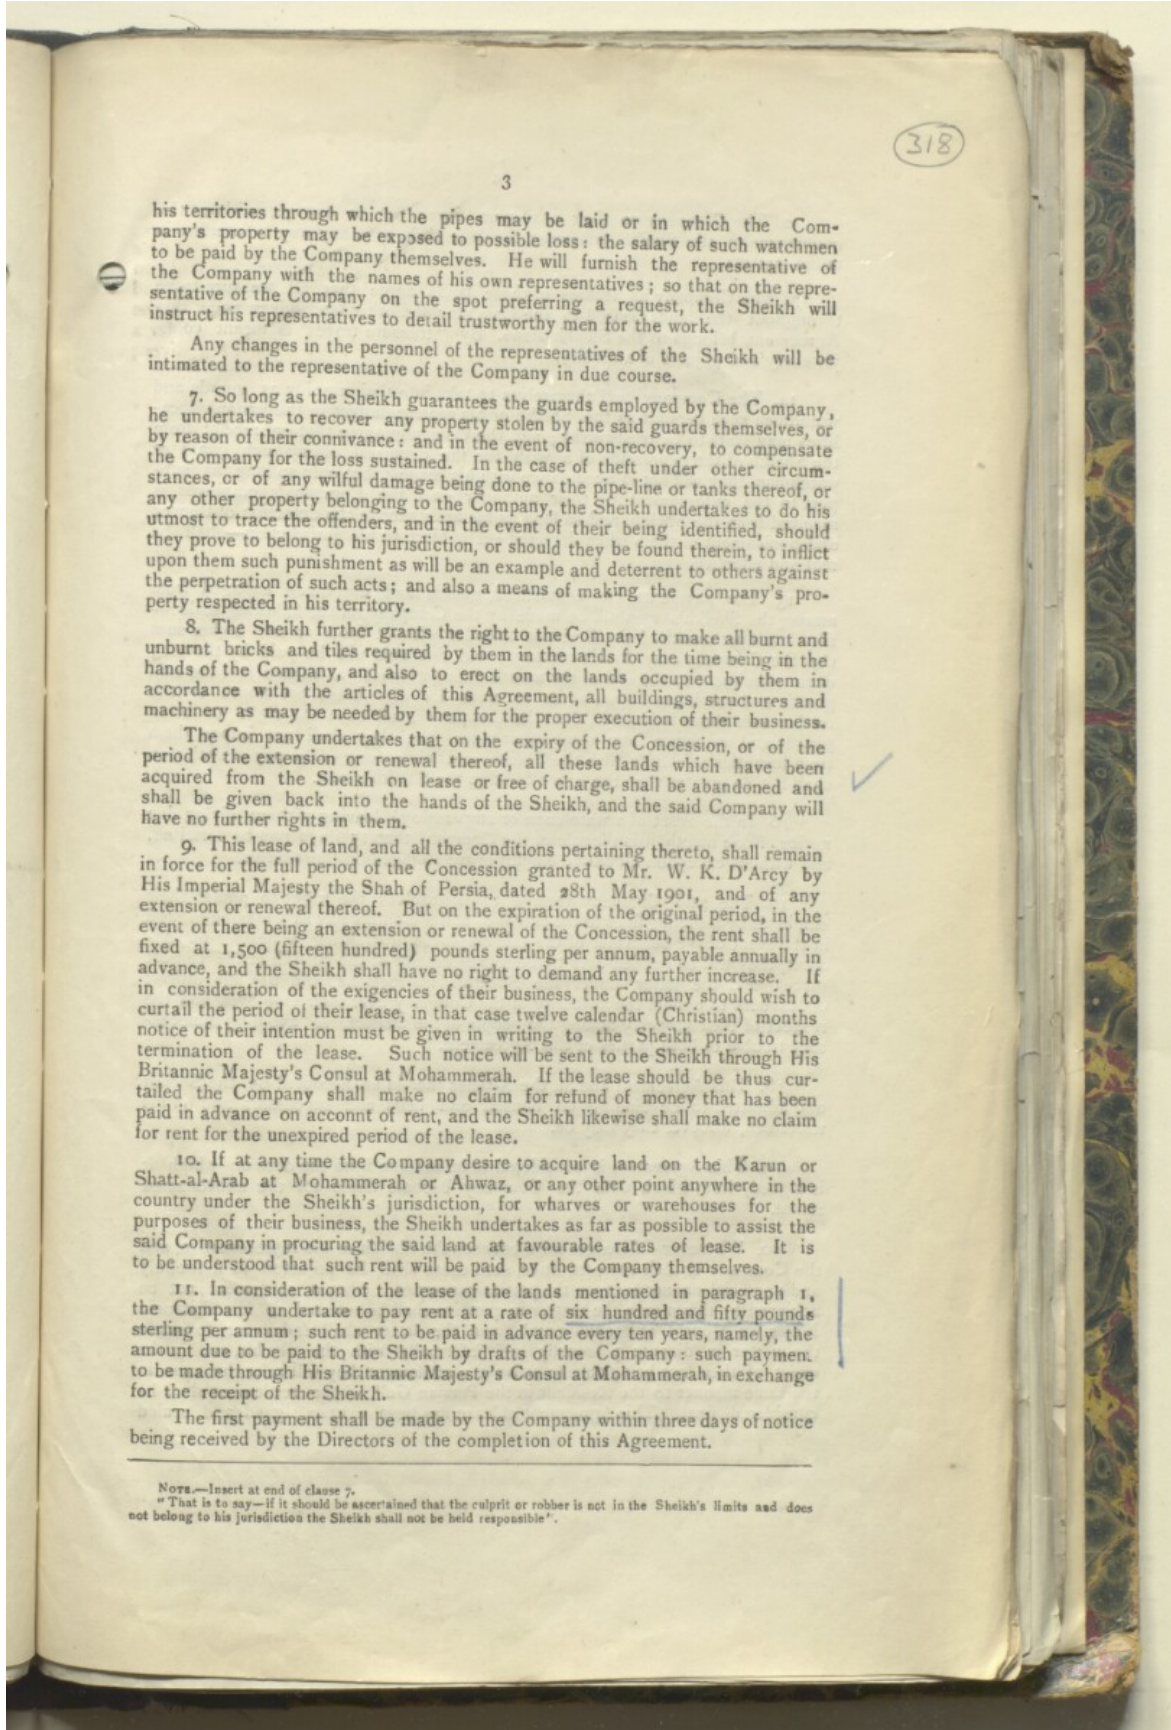 318
3
his territories through which the pipes may be laid or in which the Com-
pany's property may be exposed to possible loss: the salary of such watchmen
to be paid by the Company themselves. He will furnish the representative of
the Company with the names of his own representatives; so that on the repre-
sentative of the Company on the spot preferring a request, the Sheikh will
instruct his representatives to detail trustworthy men for the work.
Any changes in the personnel of the representatives of the Sheikh will be
intimated to the representative of the Company in due course.
7. So long as the Sheikh guarantees the guards employed by the Company,
he undertakes to recover any property stolen by the said guards themselves, or
by reason of their connivance: and in the event of non-recovery, to compensate
the Company for the loss sustained. In the case of theft under other circum-
stances, or of any wilful damage being done to the pipe-line or tanks thereof, or
any other property belonging to the Company, the Sheikh undertakes to do his
utmost to trace the offenders, and in the event of their being identified, should
they prove to belong to his jurisdiction, or should they be found therein, to inflict
upon them such punishment as will be an example and deterrent to others against
the perpetration of such acts; and also a means of making the Company's pro-
perty respected in his territory.
8. The Sheikh further grants the right to the Company to make all burnt and
unburnt bricks and tiles required by them in the lands for the time being in the
hands of the Company, and also to erect on the lands occupied by them in
accordance with the articles of this Agreement, all buildings, structures and
machinery as may be needed by them for the proper execution of their business.
The Company undertakes that on the expiry of the Concession, or of the
period of the extension or renewal thereof, all these lands which have been
acquired from the Sheikh on lease or free of charge, shall be abandoned and
shall be given back into the hands of the Sheikh, and the said Company will
have no further rights in them.
9. This lease of land, and all the conditions pertaining thereto, shall remain
in force for the full period of the Concession granted to Mr. W. K. D'Arcy by
His Imperial Majesty the Shah of Persia, dated 28th May 1901, and of any
extension or renewal thereof. But on the expiration of the original period, in the
event of there being an extension or renewal of the Concession, the rent shall be
fixed at 1,500 (fifteen hundred) pounds sterling per annum, payable annually in
advance, and the Sheikh shall have no right to demand any further increase. If
in consideration of the exigencies of their business, the Company should wish to
curtail the period of their lease, in that case twelve calendar (Christian) months
notice of their intention must be given in writing to the Sheikh prior to the
termination of the lease. Such notice will be sent to the Sheikh through His
Britannic Majesty's Consul at Mohammerah. If the lease should be thus cur-
tailed the Company shall make no claim for refund of money that has been
paid in advance on acconnt of rent, and the Sheikh likewise shall make no claim
for rent for the unexpired period of the lease.
10. If at any time the Company desire to acquire land on the Karun or
Shatt-al-Arab at Mohammerah or Ahwaz, or any other point anywhere in the
country under the Sheikh's jurisdiction, for wharves or warehouses for the
purposes of their business, the Sheikh undertakes as far as possible to assist the
said Company in procuring the said land at favourable rates of lease. It is
to be understood that such rent will be paid by the Company themselves.
11. In consideration of the lease of the lands mentioned in paragraph 1,
the Company undertake to pay rent at a rate of six hundred and fifty pounds
sterling per annum; such rent to be paid in advance every ten years, namely, the
amount due to be paid to the Sheikh by drafts of the Company: such payment
to be made through His Britannic Majesty's Consul at Mohammerah, in exchange
for the receipt of the Sheikh.
The first payment shall be made by the Company within three days of notice
being received by the Directors of the completion of this Agreement.
NOTE.—Insert at end of clause 7.
"That is to say—if it should be ascertained that the culprit or robber is not in the Sheikh's limits and does
not belong to his jurisdiction the Sheikh shall not be held responsible".